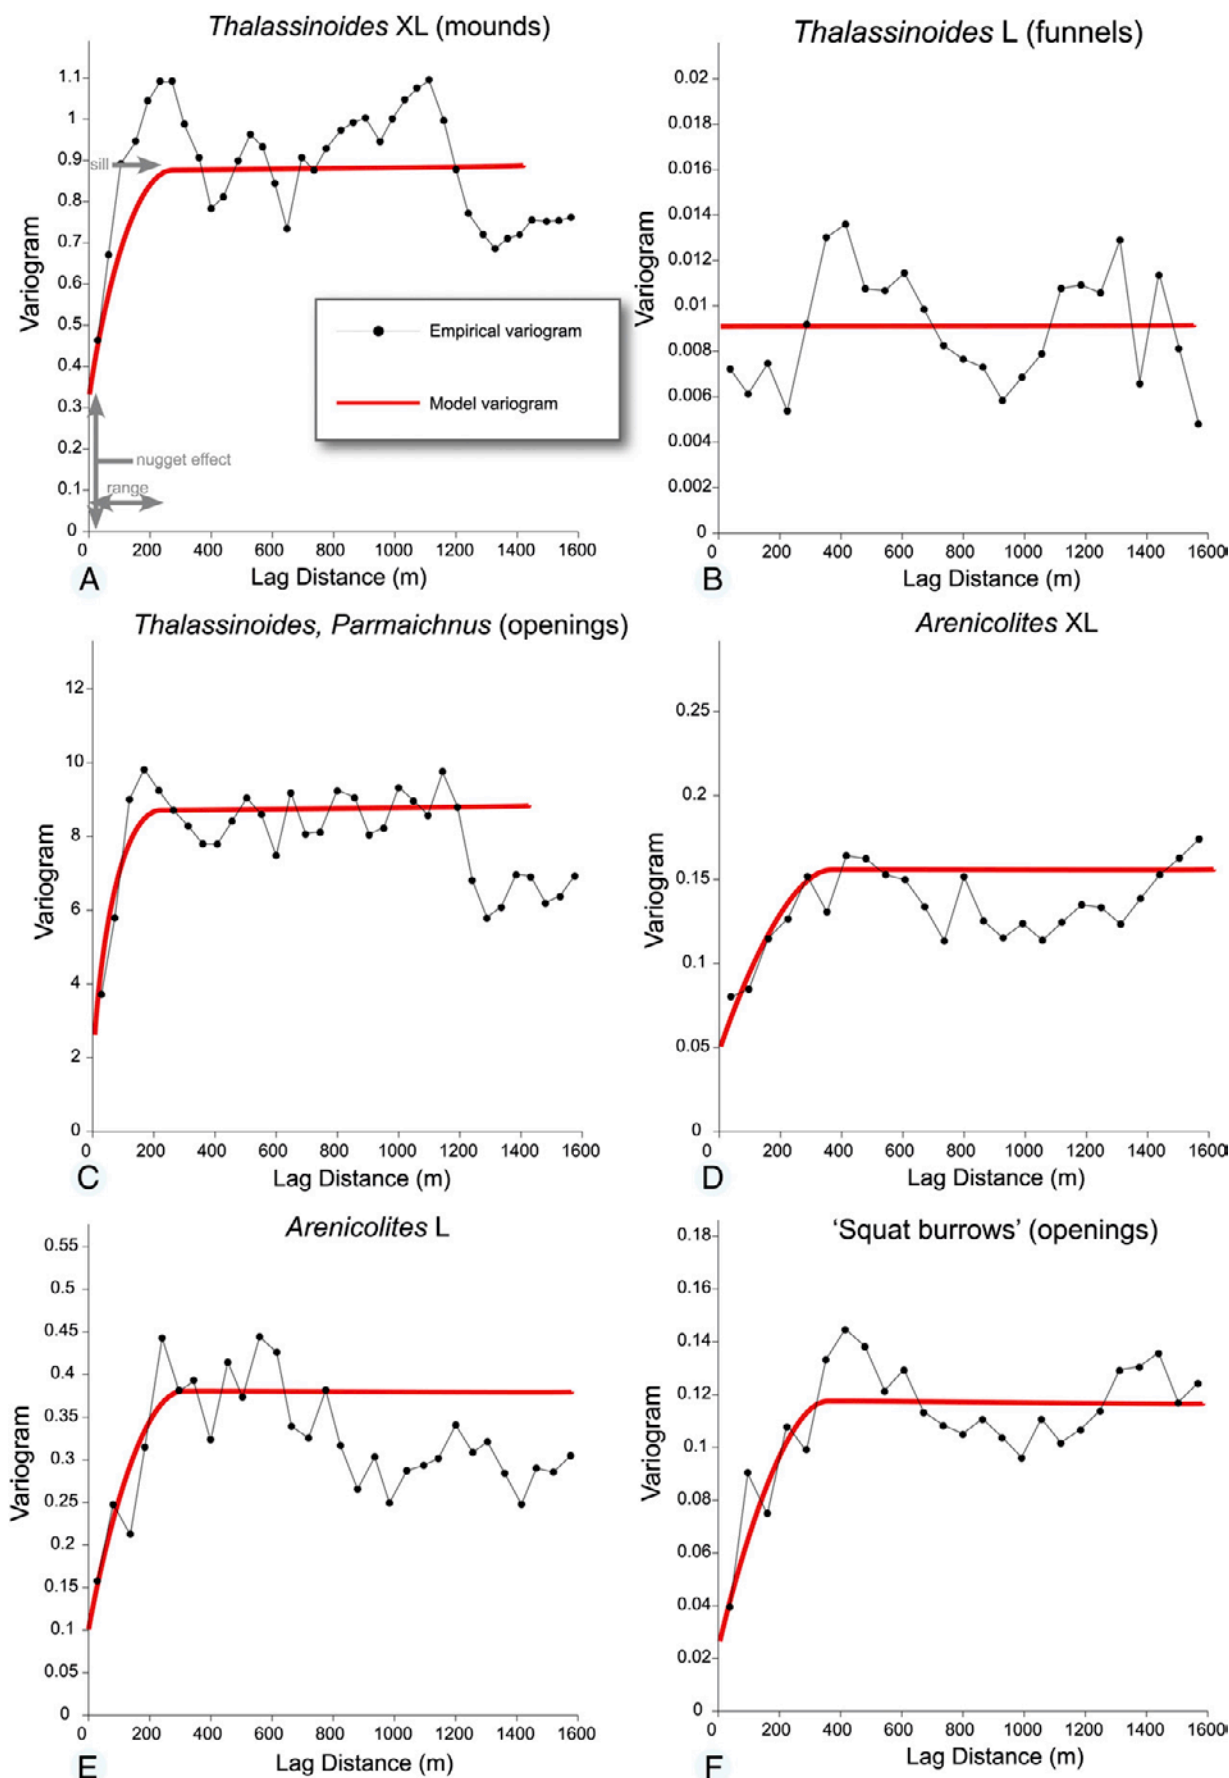 Thalassinoides XL (mounds)
1.1
1
0.9
0.8
0.7
0.6
0.5
0.4
0.3
0.2
0.1
0
Variogram
sill
nugget effect
range
Empirical variogram
Model variogram
0 200 400 600 800 1000 1200 1400 1600
Lag Distance (m)
A
Thalassinoides L (funnels)
0.02
0.018
0.016
0.014
0.012
0.01
0.008
0.006
0.004
0.002
0
Variogram
0 200 400 600 800 1000 1200 1400 1600
Lag Distance (m)
B
Thalassinoides, Parmaichnus (openings)
12
10
8
6
4
2
0
Variogram
0 200 400 600 800 1000 1200 1400 1600
Lag Distance (m)
C
Arenicolites XL
0.25
0.2
0.15
0.1
0.05
0
Variogram
0 200 400 600 800 1000 1200 1400 1600
Lag Distance (m)
D
Arenicolites L
0.55
0.5
0.45
0.4
0.35
0.3
0.25
0.2
0.15
0.1
0.05
0
Variogram
0 200 400 600 800 1000 1200 1400 1600
Lag Distance (m)
E
‘Squat burrows’ (openings)
0.18
0.16
0.14
0.12
0.1
0.08
0.06
0.04
0.02
0
Variogram
0 200 400 600 800 1000 1200 1400 1600
Lag Distance (m)
F